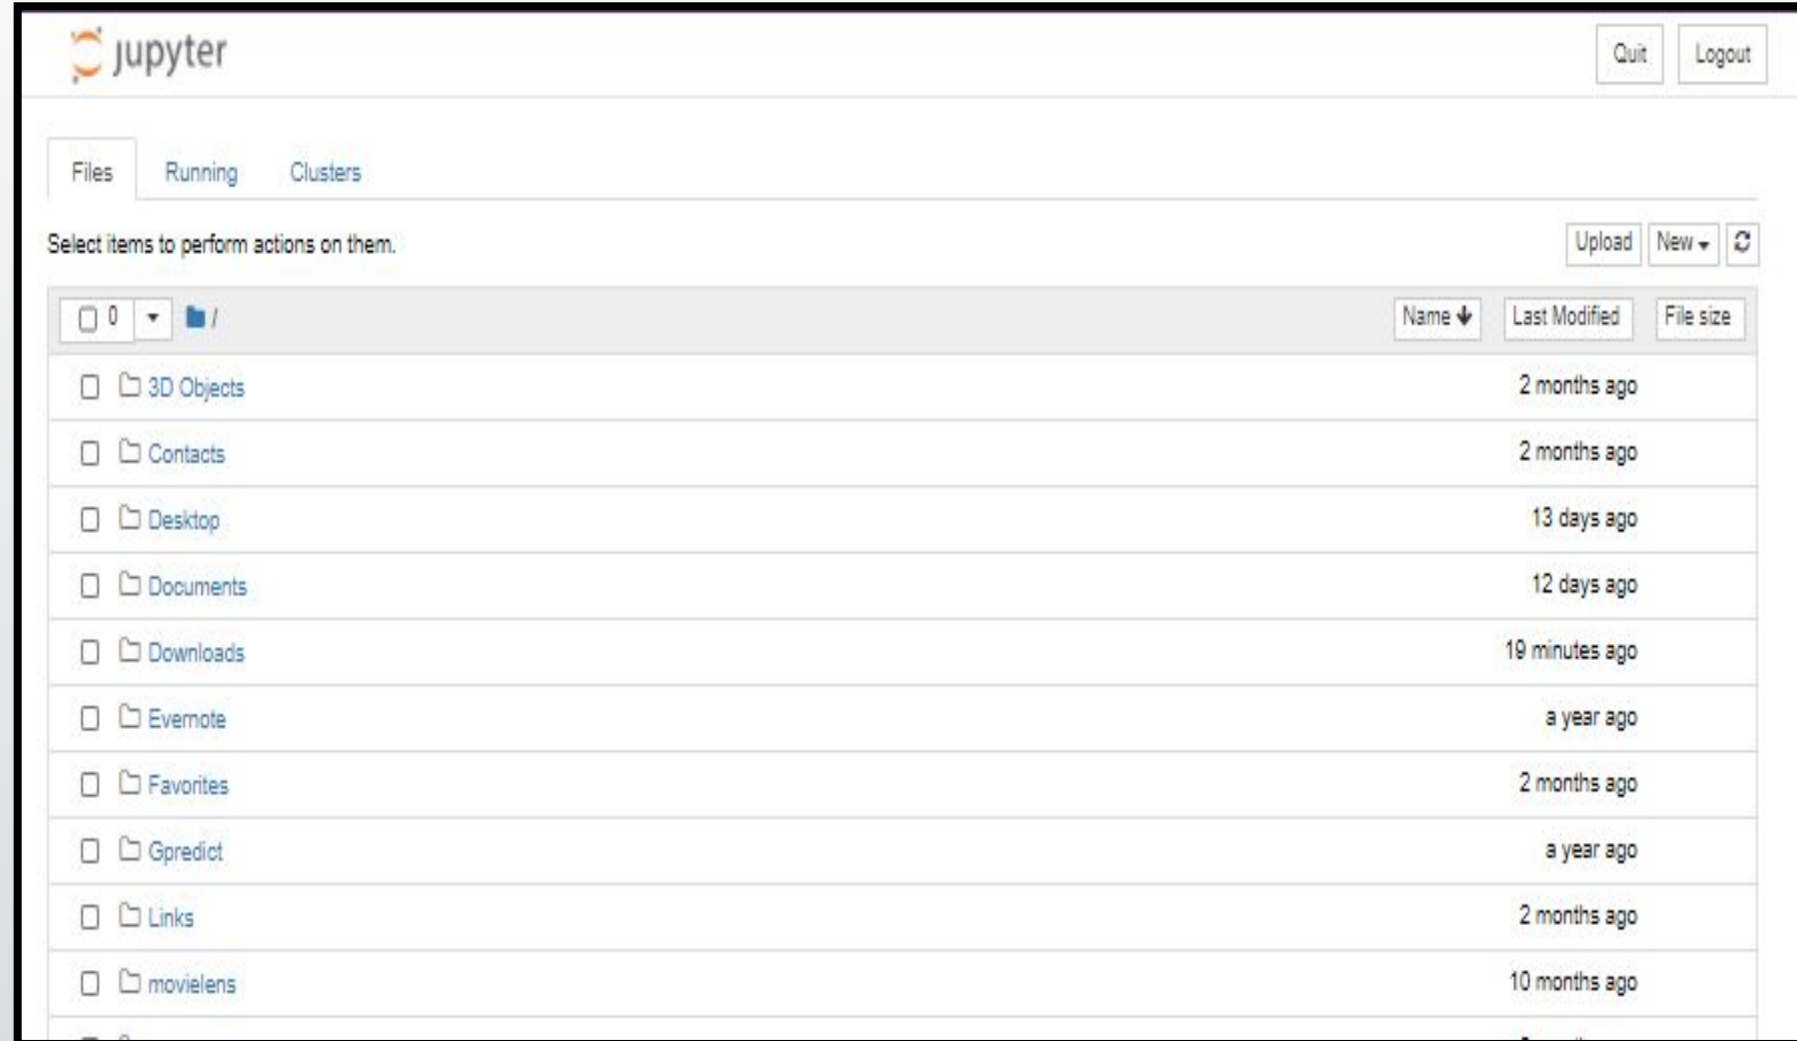 jupyter
Quit Logout
Files Running Clusters
Select items to perform actions on them.
Upload New
0 / Name Last Modified File size
3D Objects 2 months ago
Contacts 2 months ago
Desktop 13 days ago
Documents 12 days ago
Downloads 19 minutes ago
Evernote a year ago
Favorites 2 months ago
Gpredict a year ago
Links 2 months ago
movielens 10 months ago